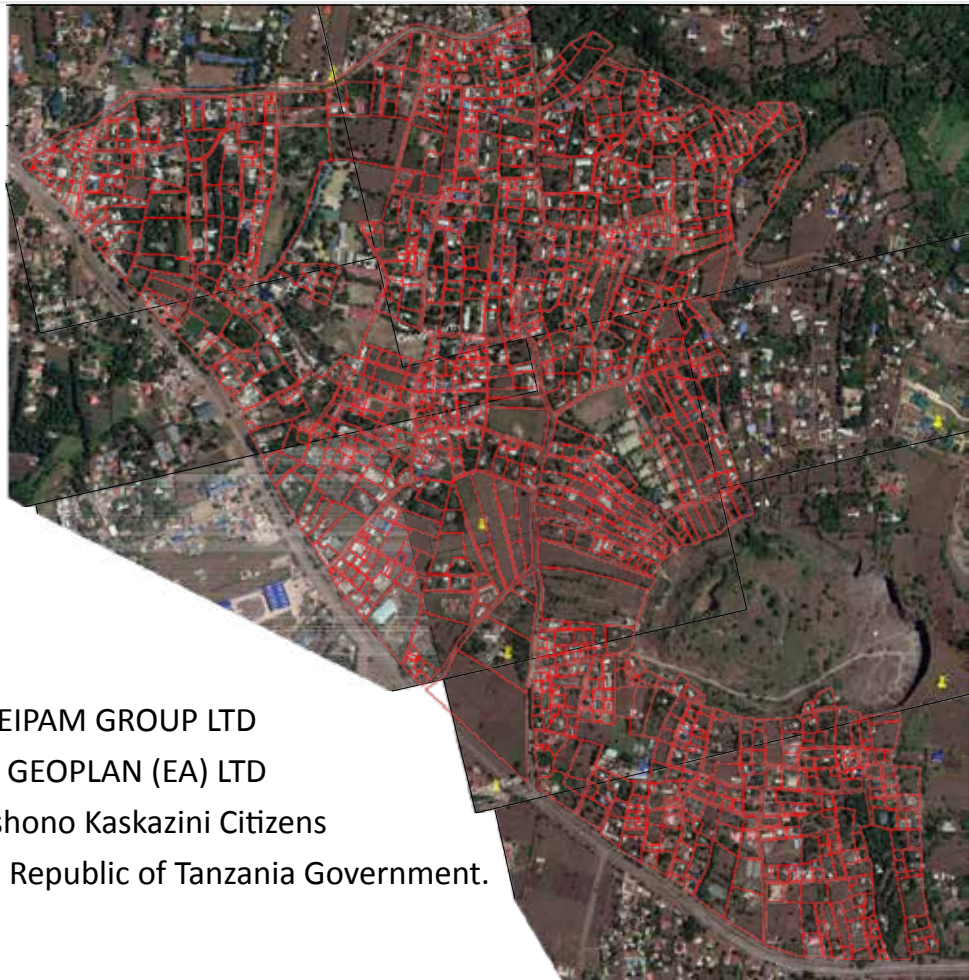 EIPAM GROUP LTD
GEOPLAN (EA) LTD
shono Kaskazini Citizens
Republic of Tanzania Government.